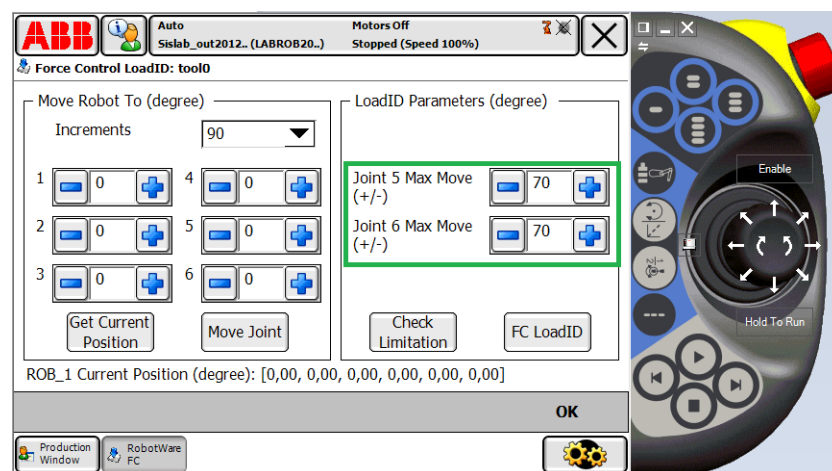 ABB
Auto
Sislab_out2012.. (LABROB20..)
Motors Off
Stopped (Speed 100%)
Force Control LoadID: tool0
Move Robot To (degree)
Increments
90
1
0
4
0
2
0
5
0
3
0
6
0
Get Current
Position
Move Joint
LoadID Parameters (degree)
Joint 5 Max Move
(+/-)
70
Joint 6 Max Move
(+/-)
70
Check
Limitation
FC LoadID
ROB_1 Current Position (degree): [0,00, 0,00, 0,00, 0,00, 0,00, 0,00]
OK
Production
Window
RobotWare
FC
Enable
Hold To Run